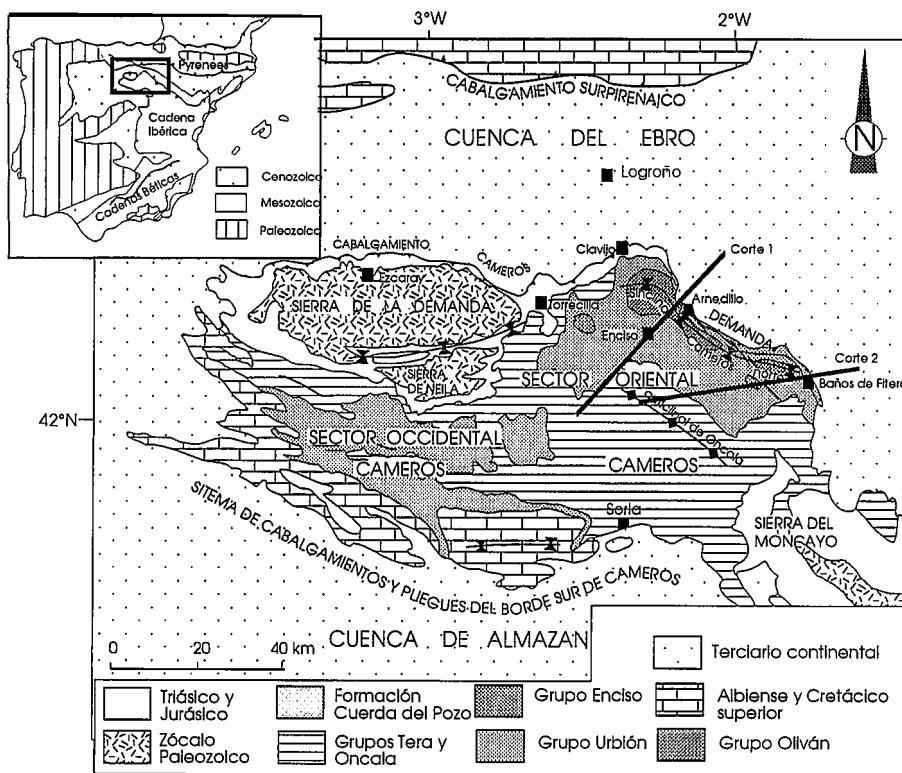 3°W
2°W
Pyrenees
Cadena
Ibérica
Cadenas Béticas
Cenozoico
Mesozoico
Paleozoico
CABALGAMIENTO SURPIRENAICO
CUENCA DEL EBRO
N
Logroño
CABALGAMIENTO
CAMEROS
DEMANDA
Clavijo
Corte 1
Ezcaray
Torrecilla
Arnedillo
SIERRA DE LA DEMANDA
Enciso
Cameros
Corte 2
SIERRA
DE NEILA
SECTOR ORIENTAL
Baños de Fitero
42°N
SECTOR OCCIDENTAL
de Oncala
CAMEROS
CAMEROS
Soria
SIERRA DEL
MONCAYO
SITEMA DE CABALGAMIENTOS Y PLIEGUES DEL BORDE SUR DE CAMEROS
0 20 40 km
CUENCA DE ALMAZAN
Terciario continental
Triásico y
Jurásico
Formación
Cuerda del Pozo
Grupo Enciso
Albiense y Cretácico
superior
Zócalo
Paleozoico
Grupos Tera y
Oncala
Grupo Urbión
Grupo Oliván